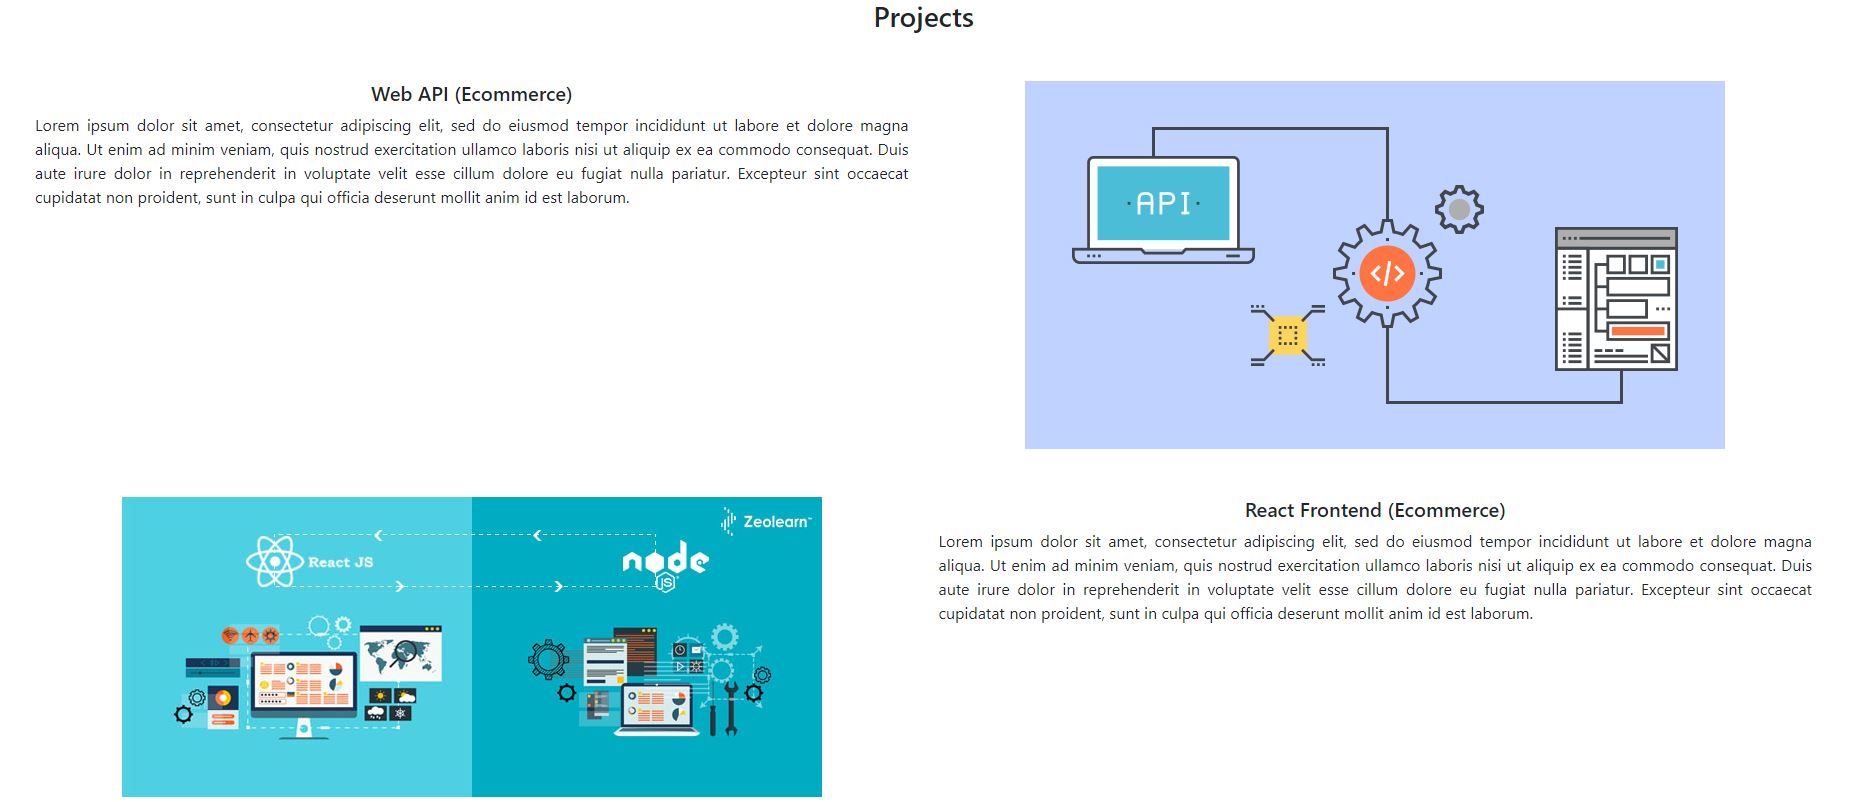 Projects
Web API (Ecommerce)
Lorem ipsum dolor sit amet, consectetur adipiscing elit, sed do eiusmod tempor incididunt ut labore et dolore magna
aliqua. Ut enim ad minim veniam, quis nostrud exercitation ullamco laboris nisi ut aliquip ex ea commodo consequat. Duis
aute irure dolor in reprehenderit in voluptate velit esse cillum dolore eu fugiat nulla pariatur. Excepteur sint occaecat
cupidatat non proident, sunt in culpa qui officia deserunt mollit anim id est laborum.
·API·
</>
Zeolearn™
React JS
node
JS
React Frontend (Ecommerce)
Lorem ipsum dolor sit amet, consectetur adipiscing elit, sed do eiusmod tempor incididunt ut labore et dolore magna
aliqua. Ut enim ad minim veniam, quis nostrud exercitation ullamco laboris nisi ut aliquip ex ea commodo consequat. Duis
aute irure dolor in reprehenderit in voluptate velit esse cillum dolore eu fugiat nulla pariatur. Excepteur sint occaecat
cupidatat non proident, sunt in culpa qui officia deserunt mollit anim id est laborum.